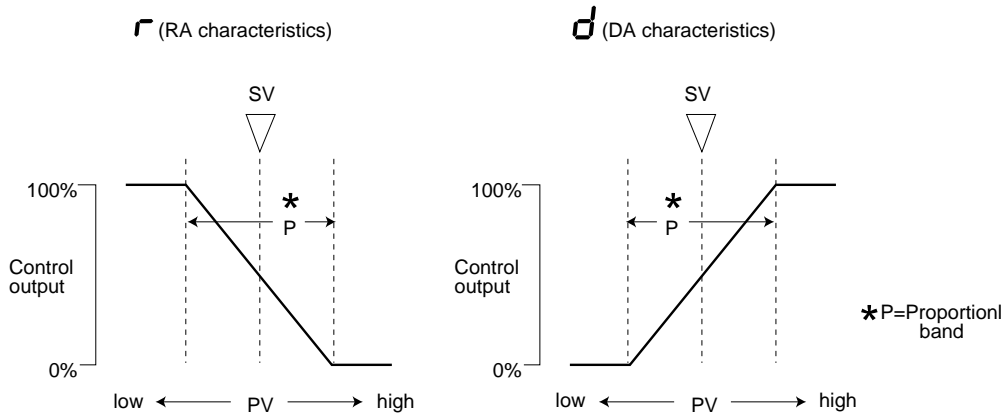 r (RA characteristics)
d (DA characteristics)
SV
SV
100%
* P
Control
output
0%
low PV high
100%
* P
Control
output
0%
low PV high
* P=Proportionl
band